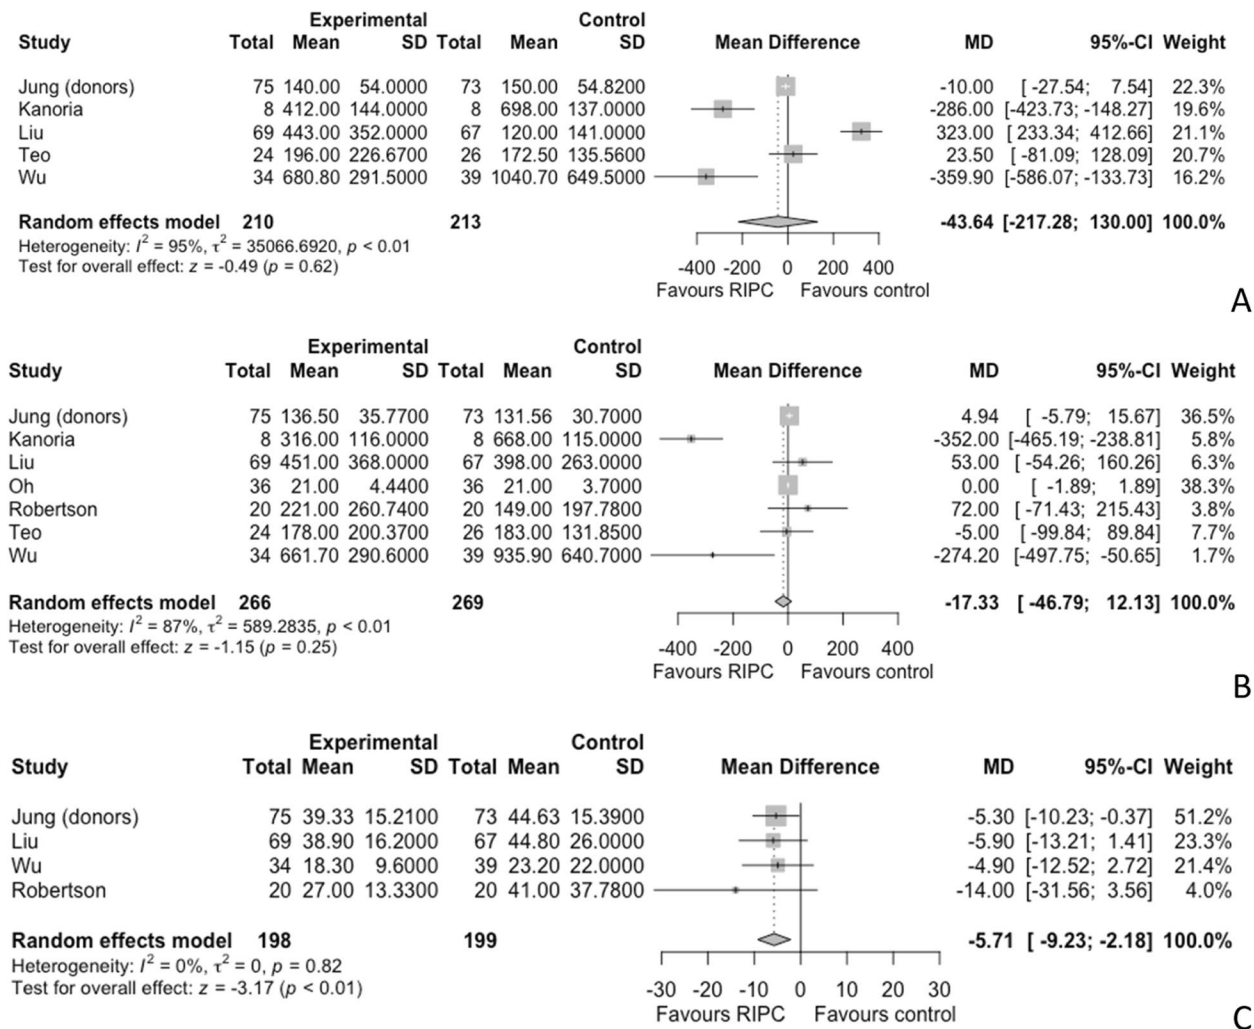 Experimental Control
Study Total Mean SD Total Mean SD Mean Difference MD 95%-CI Weight
Jung (donors) 75 140.00 54.0000 73 150.00 54.8200 -10.00 [ -27.54; 7.54] 22.3%
Kanoria 8 412.00 144.0000 8 698.00 137.0000 -286.00 [-423.73; -148.27] 19.6%
Liu 69 443.00 352.0000 67 120.00 141.0000 323.00 [ 233.34; 412.66] 21.1%
Teo 24 196.00 226.6700 26 172.50 135.5600 23.50 [ -81.09; 128.09] 20.7%
Wu 34 680.80 291.5000 39 1040.70 649.5000 -359.90 [-586.07; -133.73] 16.2%
Random effects model 210 213 -43.64 [-217.28; 130.00] 100.0%
Heterogeneity: I² = 95%, τ² = 35066.6920, p < 0.01
Test for overall effect: z = -0.49 (p = 0.62)
-400 -200 0 200 400
Favours RIPC Favours control
A
Experimental Control
Study Total Mean SD Total Mean SD Mean Difference MD 95%-CI Weight
Jung (donors) 75 136.50 35.7700 73 131.56 30.7000 4.94 [ -5.79; 15.67] 36.5%
Kanoria 8 316.00 116.0000 8 668.00 115.0000 -352.00 [-465.19; -238.81] 5.8%
Liu 69 451.00 368.0000 67 398.00 263.0000 53.00 [ -54.26; 160.26] 6.3%
Oh 36 21.00 4.4400 36 21.00 3.7000 0.00 [ -1.89; 1.89] 38.3%
Robertson 20 221.00 260.7400 20 149.00 197.7800 72.00 [ -71.43; 215.43] 3.8%
Teo 24 178.00 200.3700 26 183.00 131.8500 -5.00 [ -99.84; 89.84] 7.7%
Wu 34 661.70 290.6000 39 935.90 640.7000 -274.20 [-497.75; -50.65] 1.7%
Random effects model 266 269 -17.33 [ -46.79; 12.13] 100.0%
Heterogeneity: I² = 87%, τ² = 589.2835, p < 0.01
Test for overall effect: z = -1.15 (p = 0.25)
-400 -200 0 200 400
Favours RIPC Favours control
B
Experimental Control
Study Total Mean SD Total Mean SD Mean Difference MD 95%-CI Weight
Jung (donors) 75 39.33 15.2100 73 44.63 15.3900 -5.30 [-10.23; -0.37] 51.2%
Liu 69 38.90 16.2000 67 44.80 26.0000 -5.90 [-13.21; 1.41] 23.3%
Wu 34 18.30 9.6000 39 23.20 22.0000 -4.90 [-12.52; 2.72] 21.4%
Robertson 20 27.00 13.3300 20 41.00 37.7800 -14.00 [-31.56; 3.56] 4.0%
Random effects model 198 199 -5.71 [ -9.23; -2.18] 100.0%
Heterogeneity: I² = 0%, τ² = 0, p = 0.82
Test for overall effect: z = -3.17 (p < 0.01)
-30 -20 -10 0 10 20 30
Favours RIPC Favours control
C